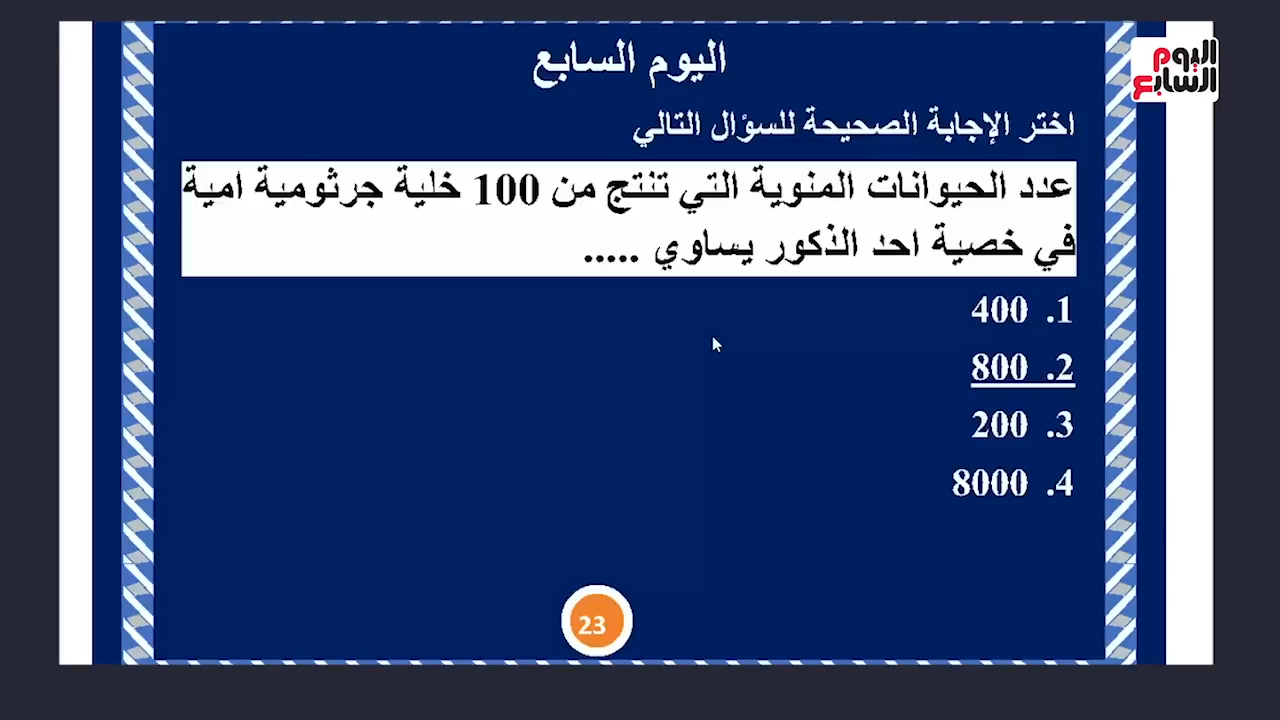 اليوم السابع
اليوم
السابع
اختر الإجابة الصحيحة للسؤال التالي
عدد الحيوانات المنوية التي تنتج من 100 خلية جرثومية امية
في خصية احد الذكور يساوي .....
1. 400
2. 800
3. 200
4. 8000
23